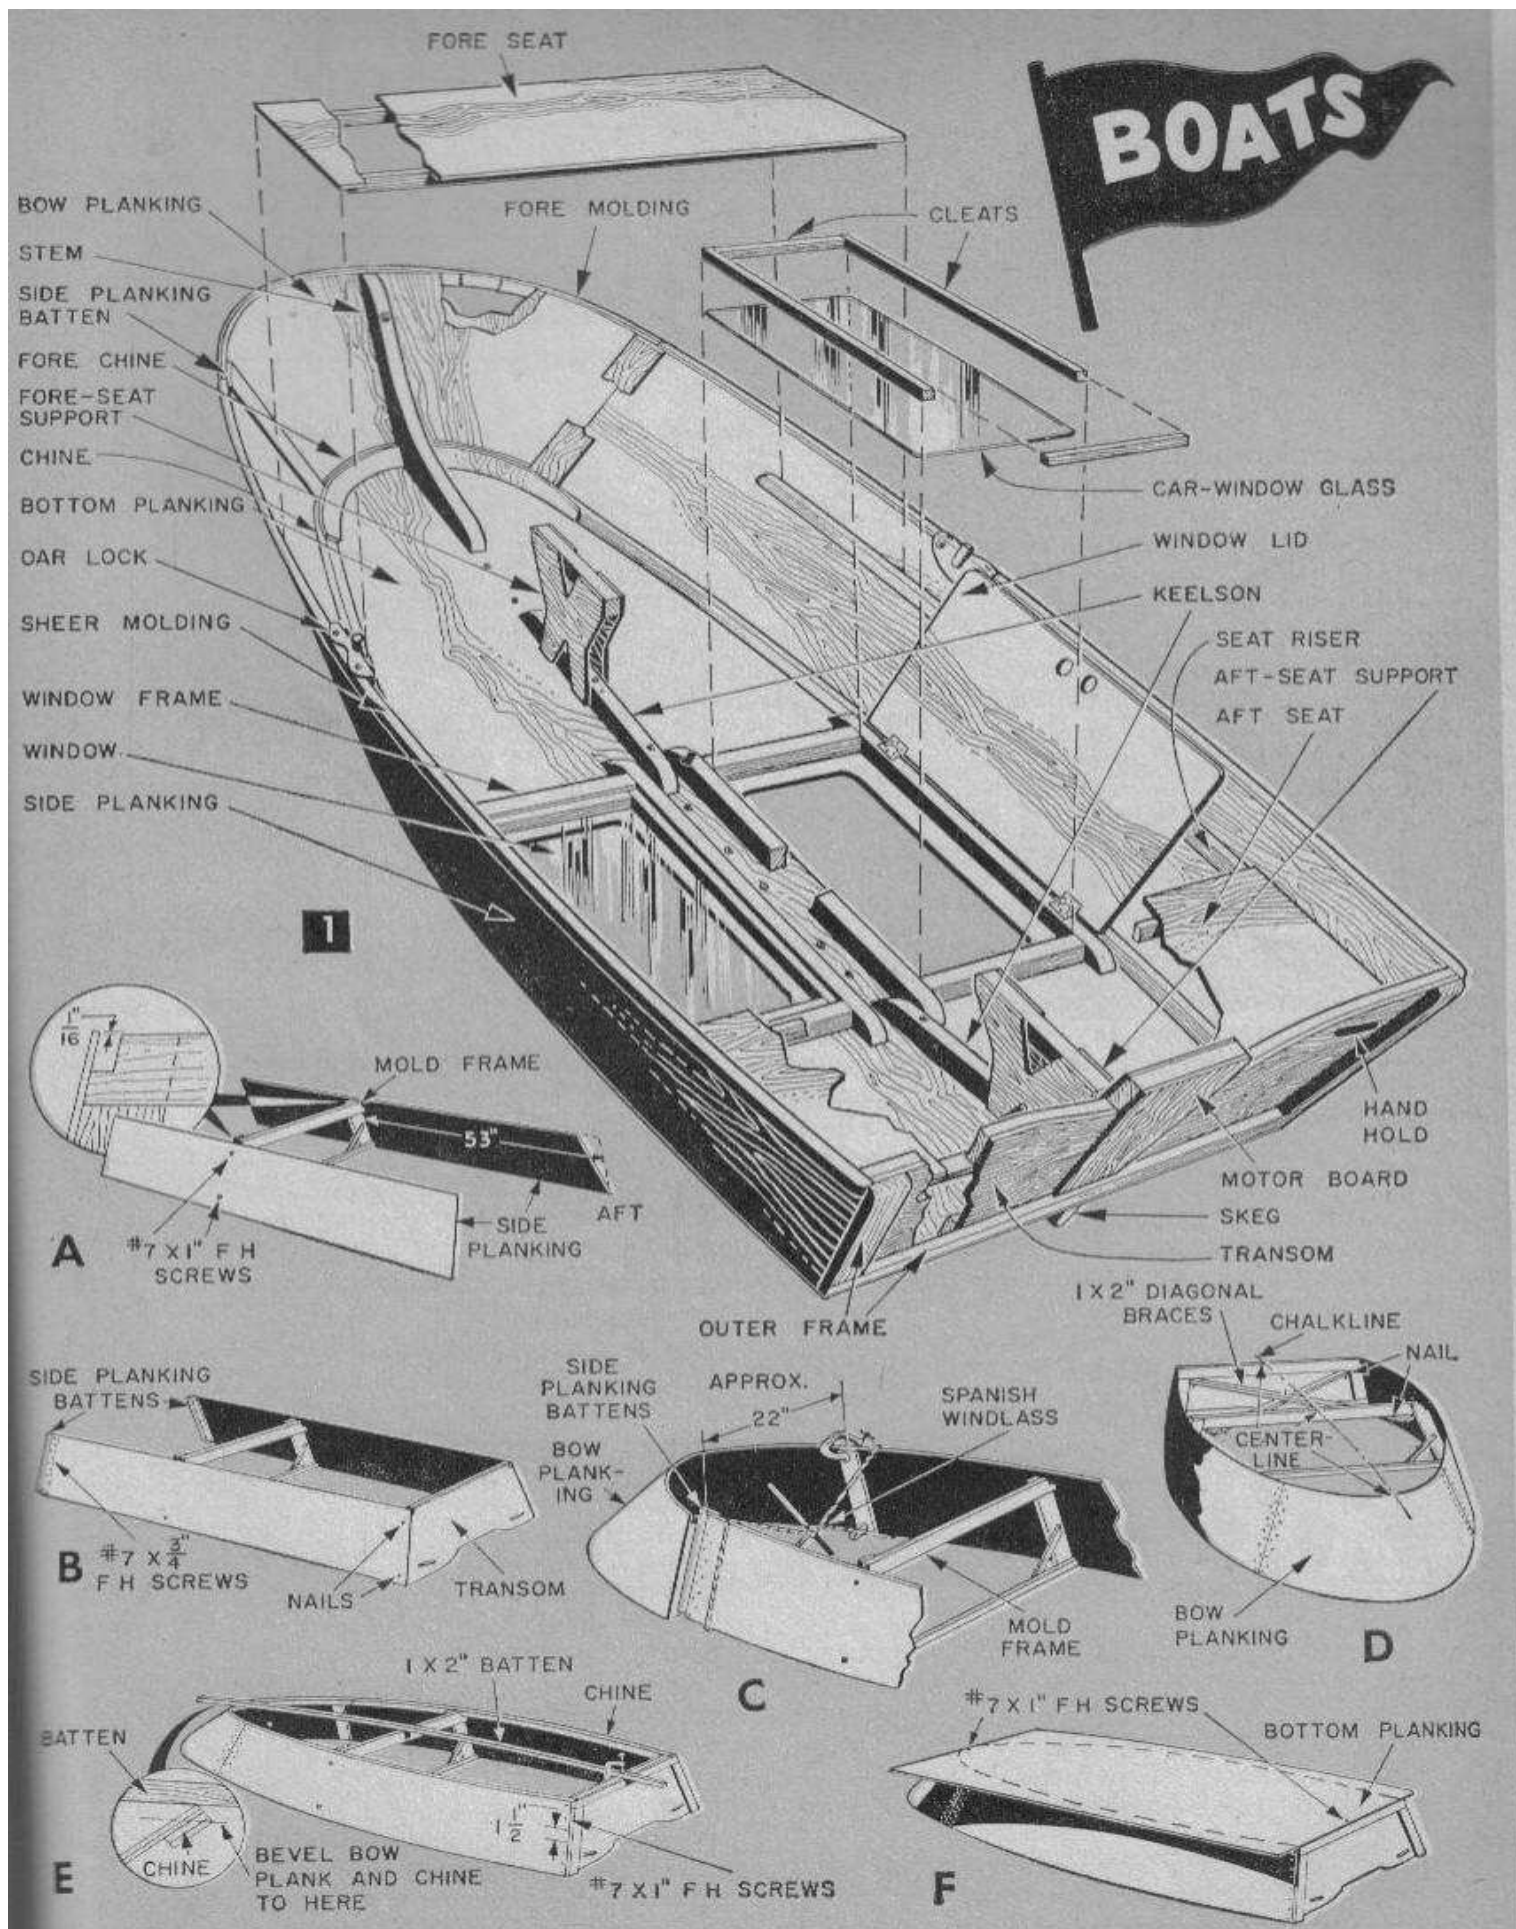 FORE SEAT
BOATS
BOW PLANKING
FORE MOLDING
CLEATS
STEM
SIDE PLANKING
BATTEN
FORE CHINE
FORE-SEAT
SUPPORT
CHINE
BOTTOM PLANKING
OAR LOCK
SHEER MOLDING
WINDOW FRAME
WINDOW
SIDE PLANKING
CAR-WINDOW GLASS
WINDOW LID
KEELSON
SEAT RISER
AFT-SEAT SUPPORT
AFT SEAT
1
HAND
HOLD
MOTOR BOARD
SKEG
TRANSOM
OUTER FRAME
1"
16
MOLD FRAME
53"
AFT
SIDE
PLANKING
A
#7 X 1" F H
SCREWS
SIDE PLANKING
BATTENS
B
#7 X 3/4"
F H SCREWS
NAILS
TRANSOM
SIDE
PLANKING
BATTENS
APPROX.
22"
SPANISH
WINDLASS
BOW
PLANK-
ING
MOLD
FRAME
C
1 X 2" DIAGONAL
BRACES
CHALKLINE
NAIL
CENTER-
LINE
BOW
PLANKING
D
1 X 2" BATTEN
CHINE
BATTEN
1 1/2"
CHINE
BEVEL BOW
PLANK AND CHINE
TO HERE
#7 X 1" F H SCREWS
E
#7 X 1" F H SCREWS
BOTTOM PLANKING
F